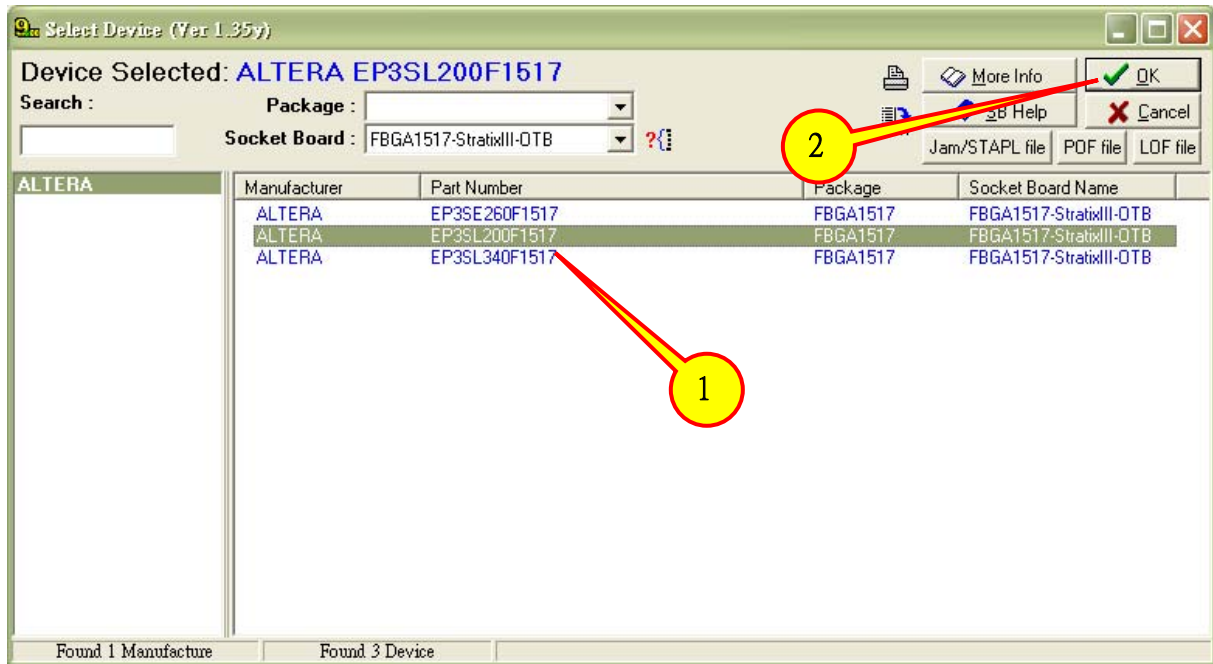 Select Device (Ver 1.35y)
Device Selected: ALTERA EP3SL200F1517
More Info
OK
Search :
Package :
SB Help
Cancel
Socket Board : FBGA1517-StratixIII-OTB
?{
Jam/STAPL file
POF file
LOF file
2
ALTERA
Manufacturer Part Number Package Socket Board Name
ALTERA EP3SE260F1517 FBGA1517 FBGA1517-StratixIII-OTB
ALTERA EP3SL200F1517 FBGA1517 FBGA1517-StratixIII-OTB
ALTERA EP3SL340F1517 FBGA1517 FBGA1517-StratixIII-OTB
1
Found 1 Manufacture Found 3 Device